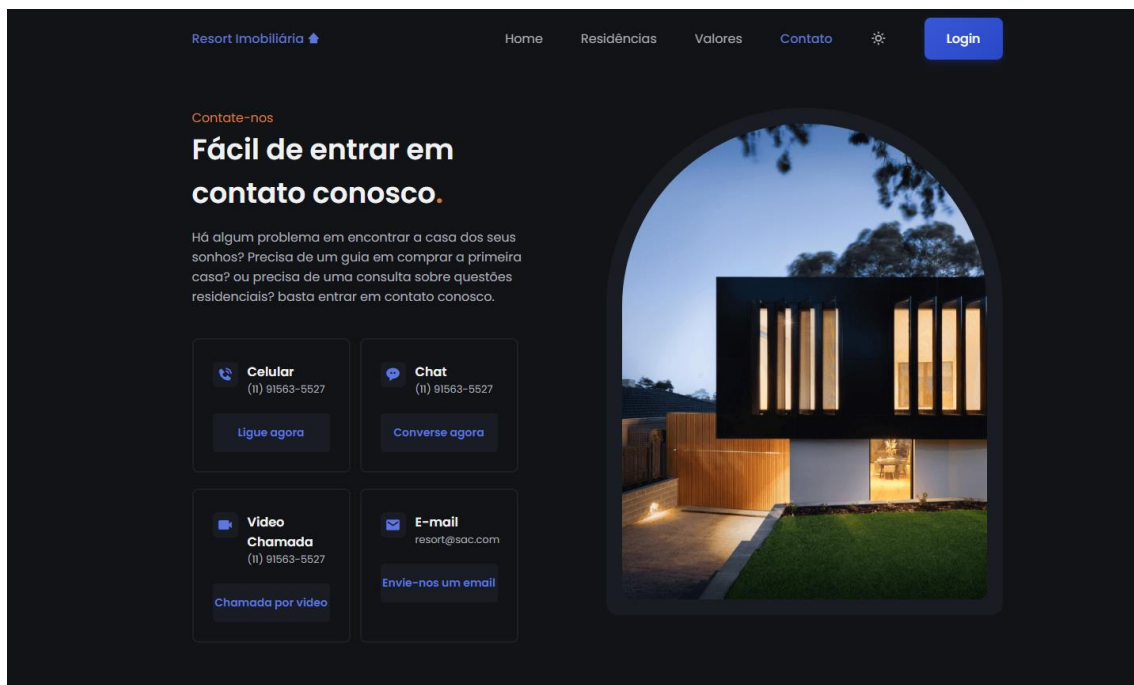 Resort Imobiliária
Home
Residências
Valores
Contato
Login
Contate-nos
Fácil de entrar em
contato conosco.
Há algum problema em encontrar a casa dos seus
sonhos? Precisa de um guia em comprar a primeira
casa? ou precisa de uma consulta sobre questões
residenciais? basta entrar em contato conosco.
Celular
(11) 91563-5527
Ligue agora
Chat
(11) 91563-5527
Converse agora
Video
Chamada
(11) 91563-5527
Chamada por video
E-mail
resort@sac.com
Envie-nos um email